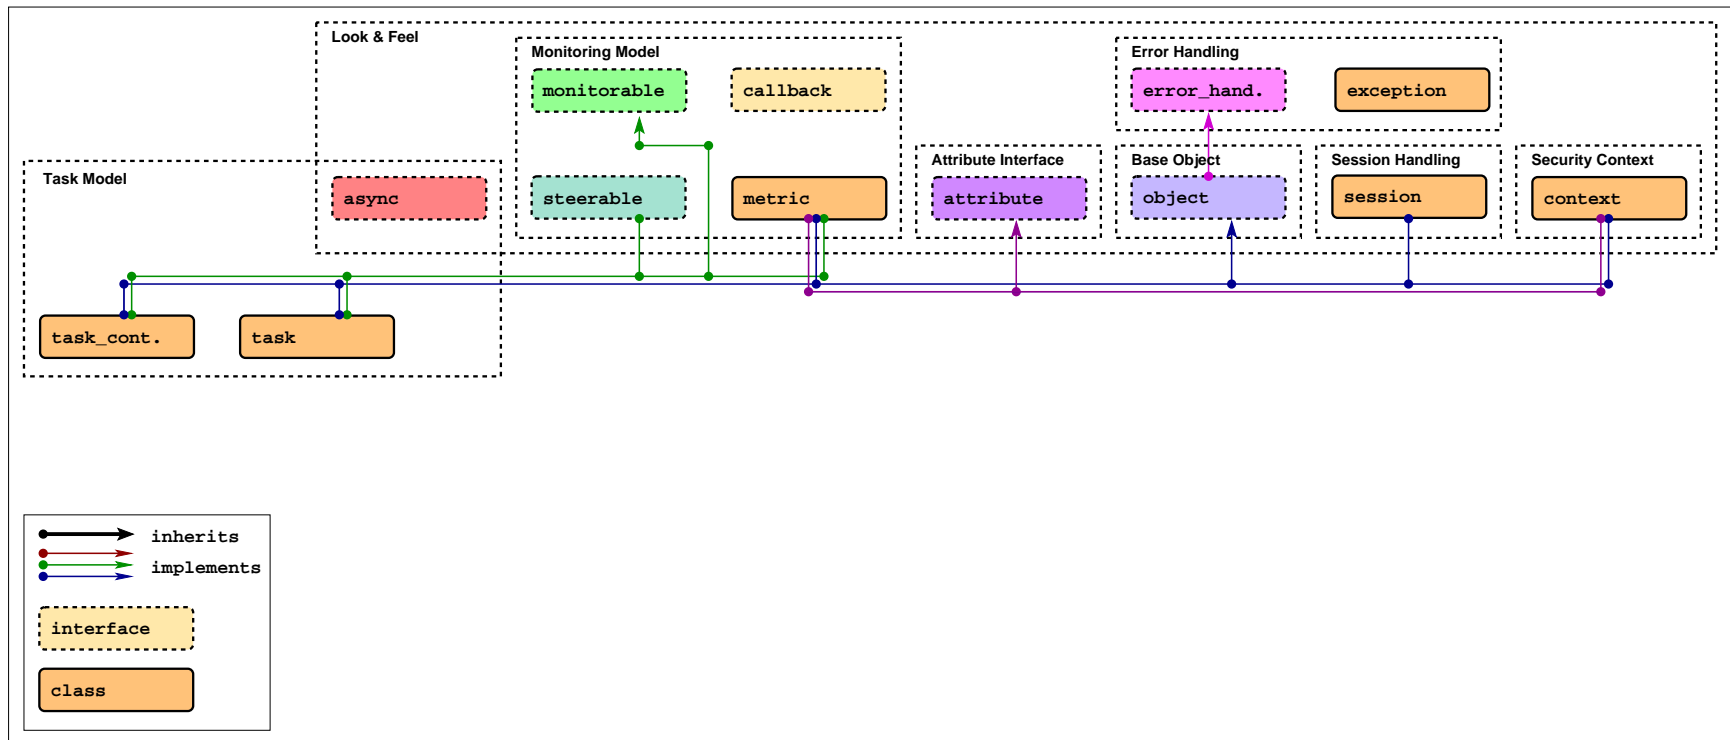 Look & Feel
Monitoring Model
Error Handling
monitorable
callback
error_hand.
exception
Task Model
Attribute Interface
Base Object
Session Handling
Security Context
async
steerable
metric
attribute
object
session
context
task_cont.
task
inherits
implements
interface
class